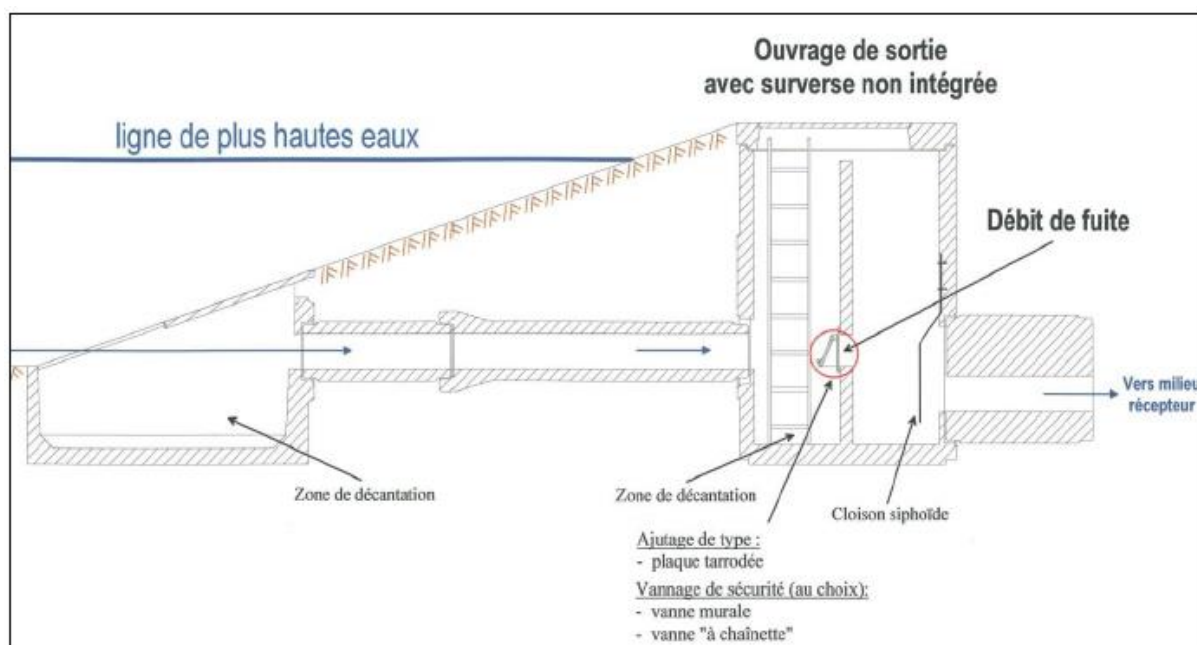 Ouvrage de sortie
avec surverse non intégrée
ligne de plus hautes eaux
Débit de fuite
Vers milieu
récepteur
Zone de décantation
Zone de décantation
Cloison siphoïde
Ajutage de type :
- plaque tarrodée
Vannage de sécurité (au choix):
- vanne murale
- vanne "à chaînette"